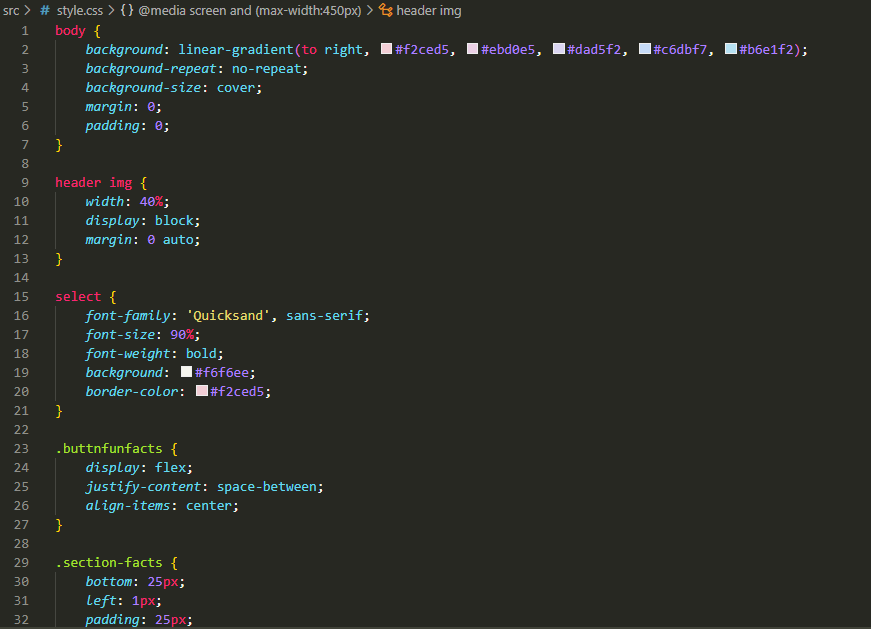 src > # style.css > {} @media screen and (max-width:450px) > header img
1 body {
2 background: linear-gradient(to right, #f2ced5, #ebd0e5, #dad5f2, #c6dbf7, #b6e1f2);
3 background-repeat: no-repeat;
4 background-size: cover;
5 margin: 0;
6 padding: 0;
7 }
8
9 header img {
10 width: 40%;
11 display: block;
12 margin: 0 auto;
13 }
14
15 select {
16 font-family: 'Quicksand', sans-serif;
17 font-size: 90%;
18 font-weight: bold;
19 background: #f6f6ee;
20 border-color: #f2ced5;
21 }
22
23 .buttnfunfacts {
24 display: flex;
25 justify-content: space-between;
26 align-items: center;
27 }
28
29 .section-facts {
30 bottom: 25px;
31 left: 1px;
32 padding: 25px;